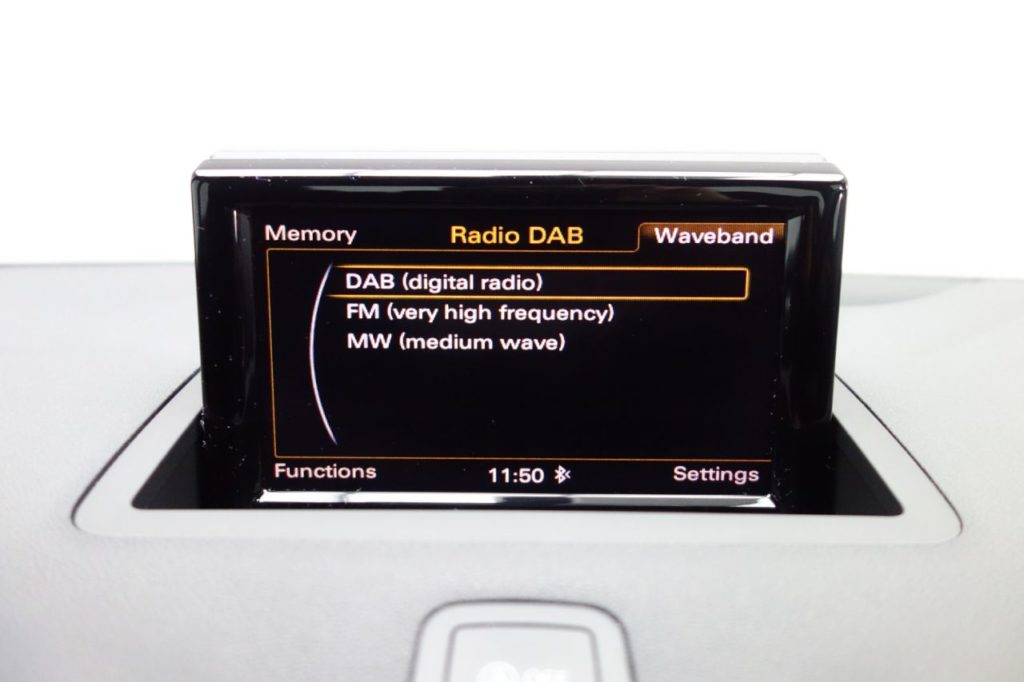 Memory Radio DAB Waveband
DAB (digital radio)
FM (very high frequency)
MW (medium wave)
Functions 11:50 Settings